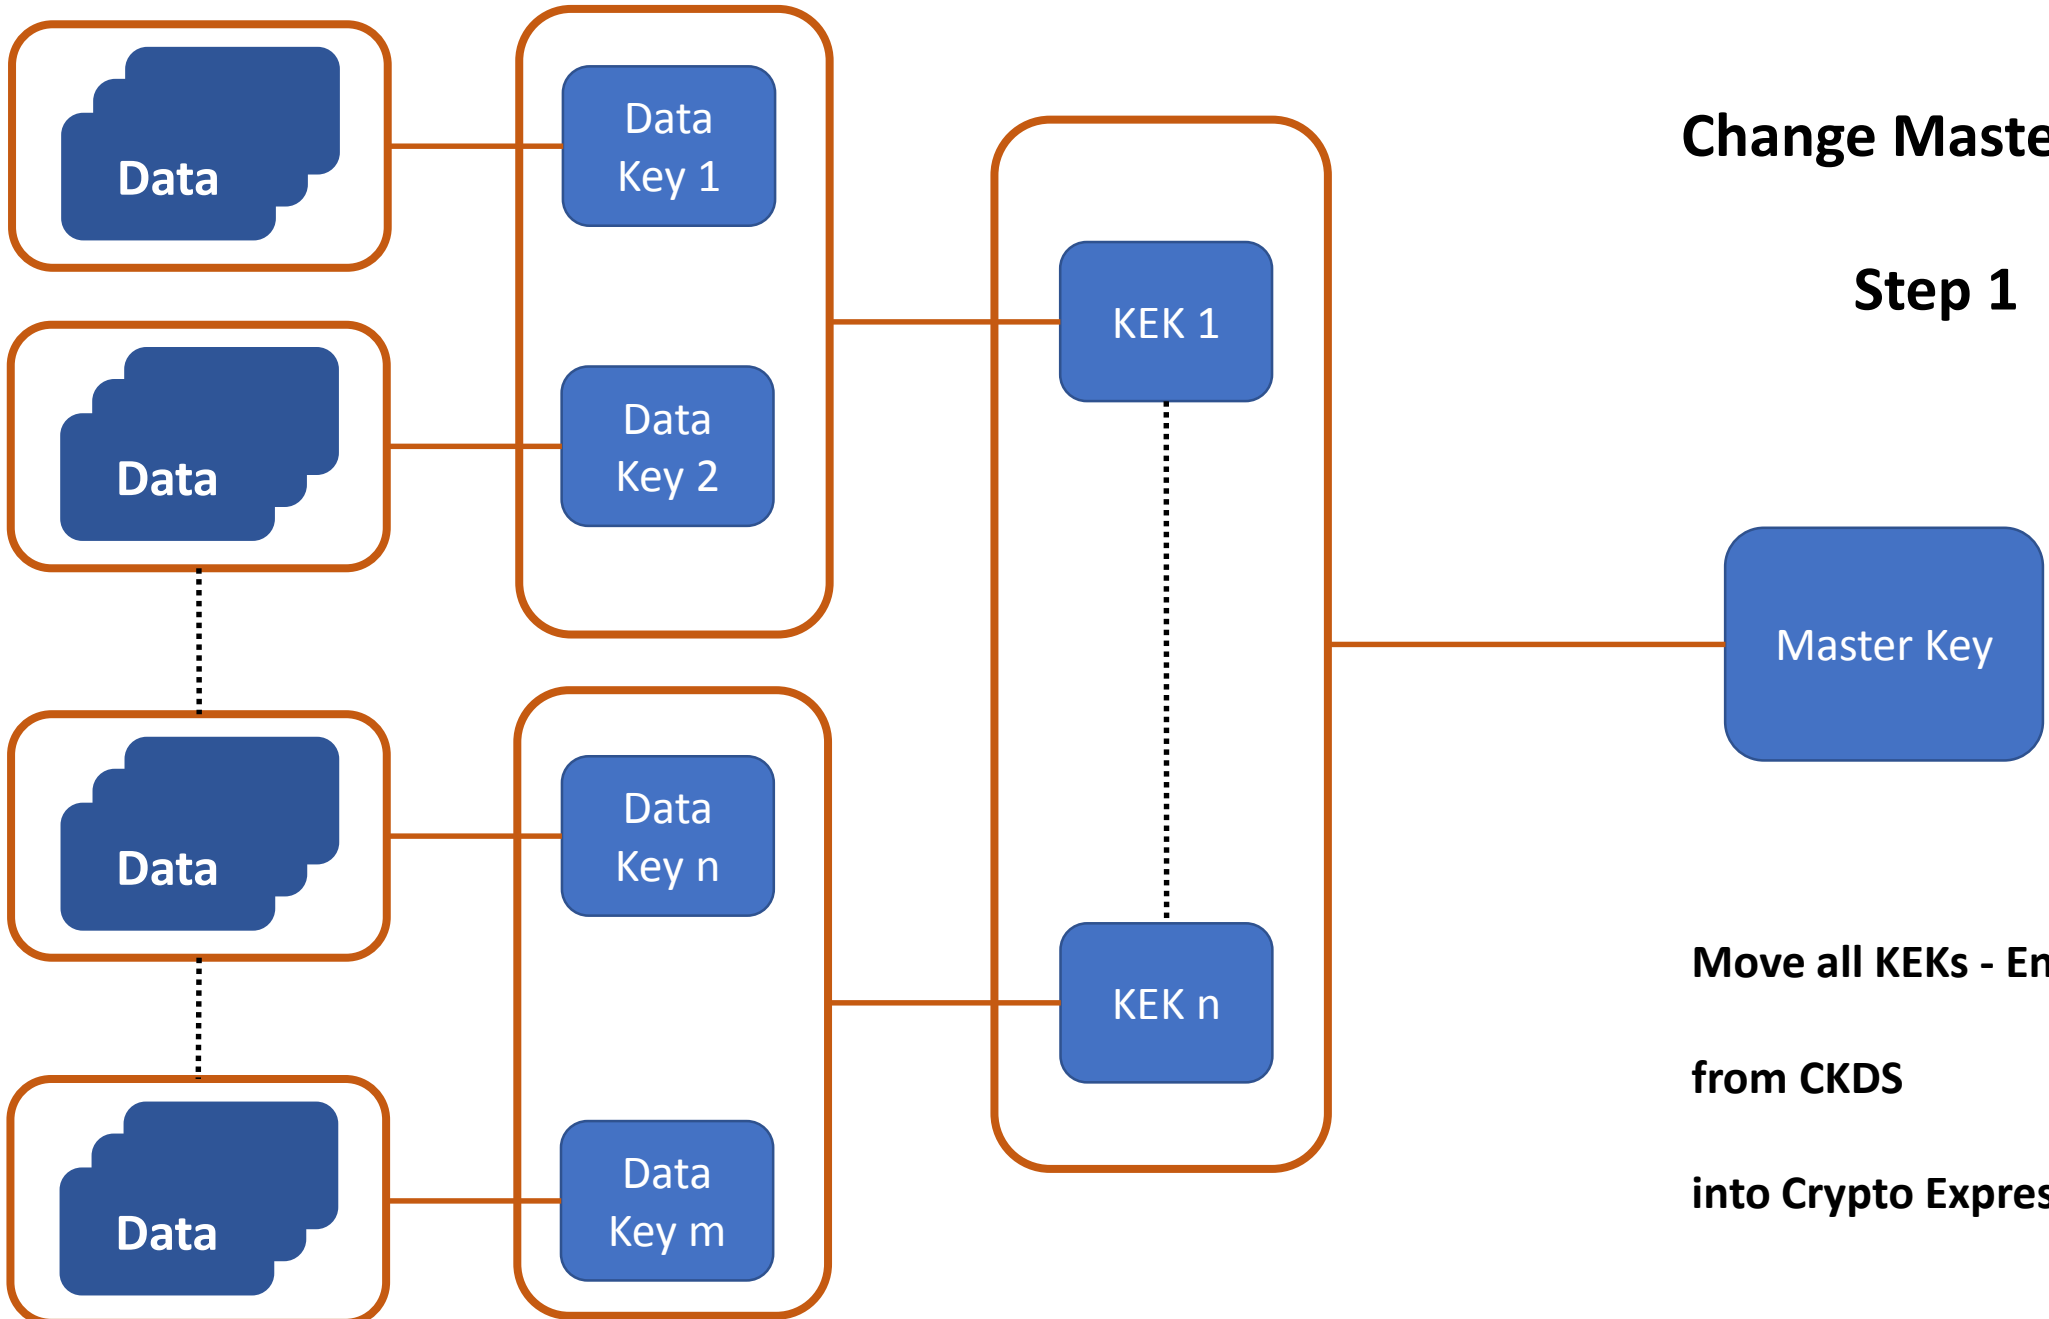 Data
Data
Key 1
Change Maste
KEK 1
Step 1
Data
Data
Key 2
Master Key
Data
Data
Key n
KEK n
Move all KEKs - En
from CKDS
into Crypto Expres
Data
Data
Key m